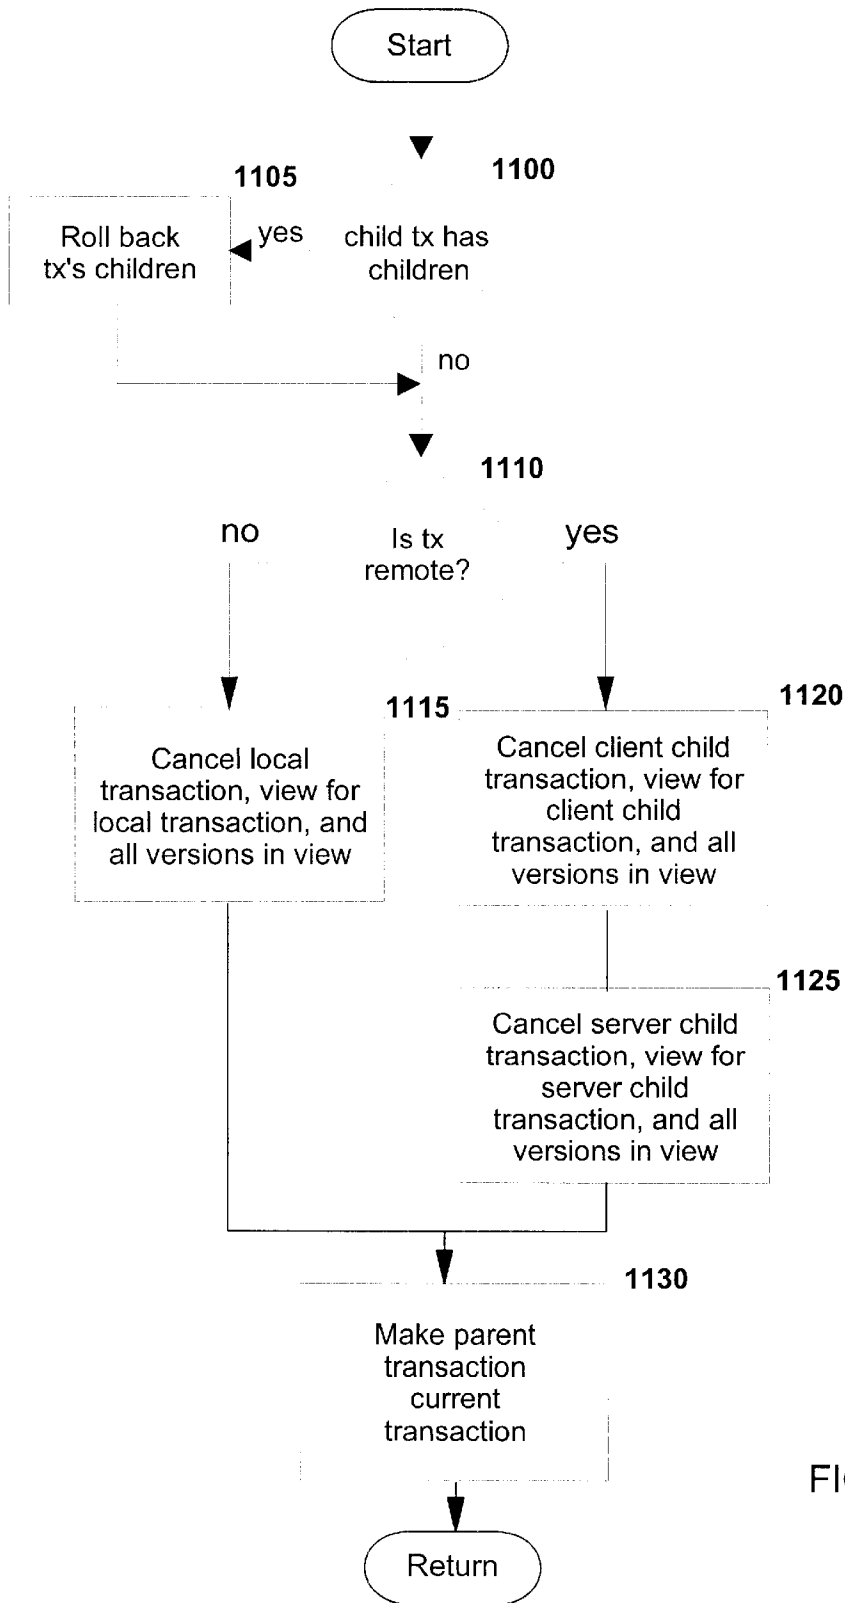 Start
1100
1105
Roll back
tx's children
yes
child tx has
children
no
1110
no
Is tx
remote?
yes
1115
Cancel local
transaction, view for
local transaction, and
all versions in view
1120
Cancel client child
transaction, view for
client child
transaction, and all
versions in view
1125
Cancel server child
transaction, view for
server child
transaction, and all
versions in view
1130
Make parent
transaction
current
transaction
Return